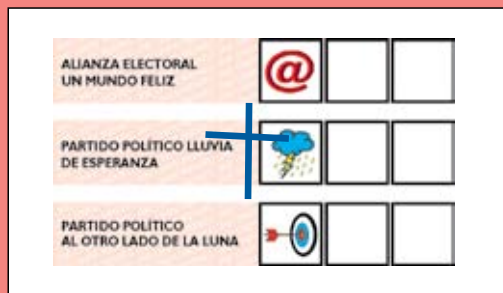 ALIANZA ELECTORAL
UN MUNDO FELIZ
@
PARTIDO POLÍTICO LLUVIA
DE ESPERANZA
PARTIDO POLÍTICO
AL OTRO LADO DE LA LUNA